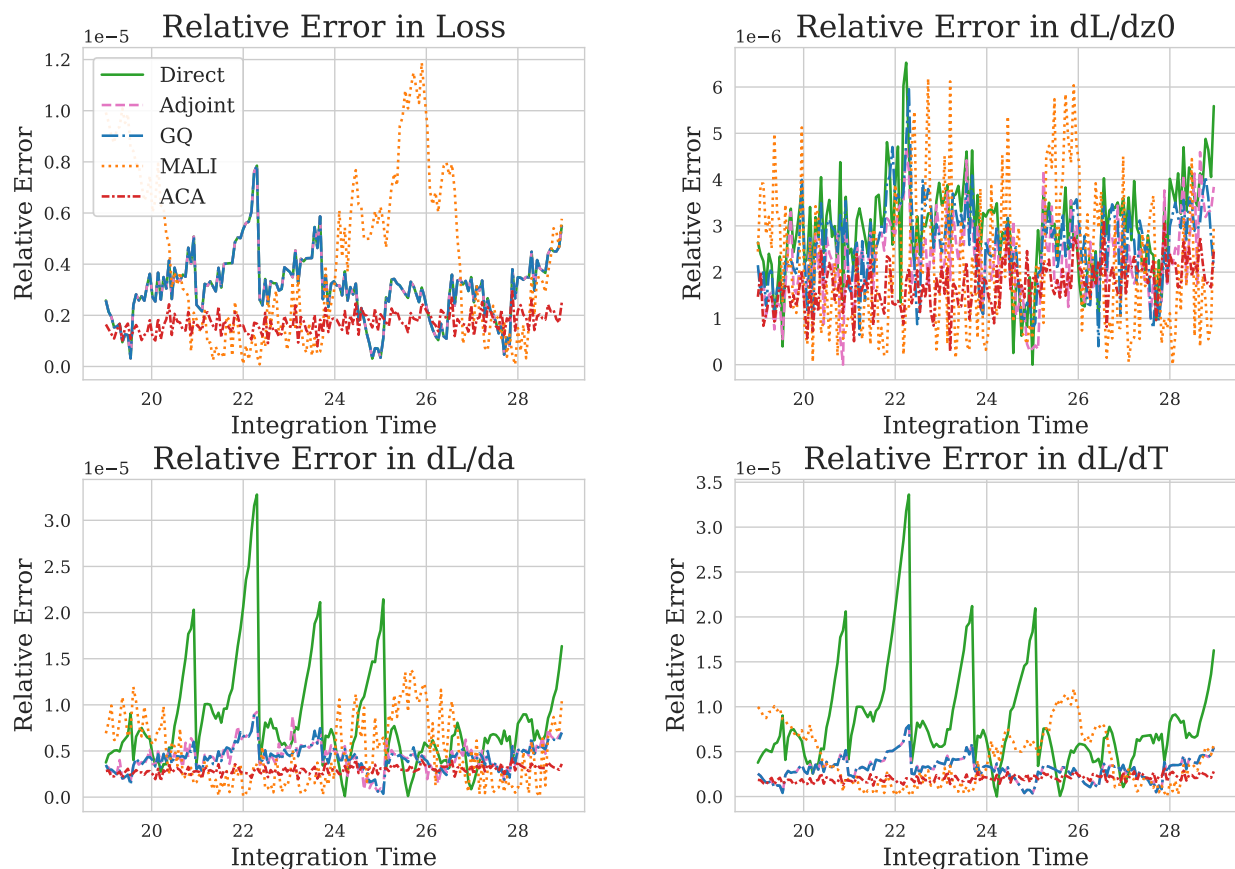 Relative Error in Loss
1e-5
1.2
1.0
0.8
0.6
0.4
0.2
0.0
Relative Error
Direct
Adjoint
GQ
MALI
ACA
20
22
24
26
28
Integration Time
Relative Error in dL/dz0
1e-6
6
5
4
3
2
1
0
Relative Error
20
22
24
26
28
Integration Time
Relative Error in dL/da
1e-5
3.0
2.5
2.0
1.5
1.0
0.5
0.0
Relative Error
20
22
24
26
28
Integration Time
Relative Error in dL/dT
1e-5
3.5
3.0
2.5
2.0
1.5
1.0
0.5
0.0
Relative Error
20
22
24
26
28
Integration Time